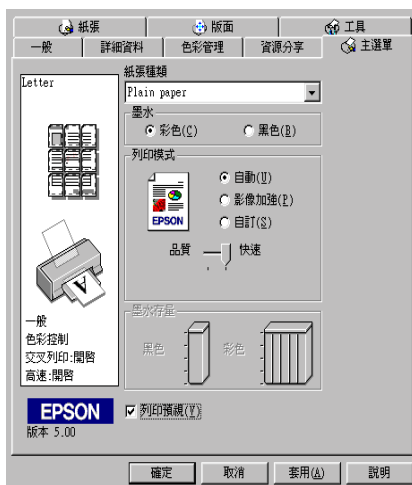 紙張 版面 工具
一般 詳細資料 色彩管理 資源分享 主選單
Letter
紙張種類
Plain paper
墨水
彩色(C) 黑色(B)
列印模式
自動(U)
影像加強(P)
自訂(S)
EPSON
品質 快速
墨水存量
黑色 彩色
一般
色彩控制
交叉列印:開啓
高速:開啓
EPSON
版本 5.00
列印預視(V)
確定 取消 套用(A) 說明